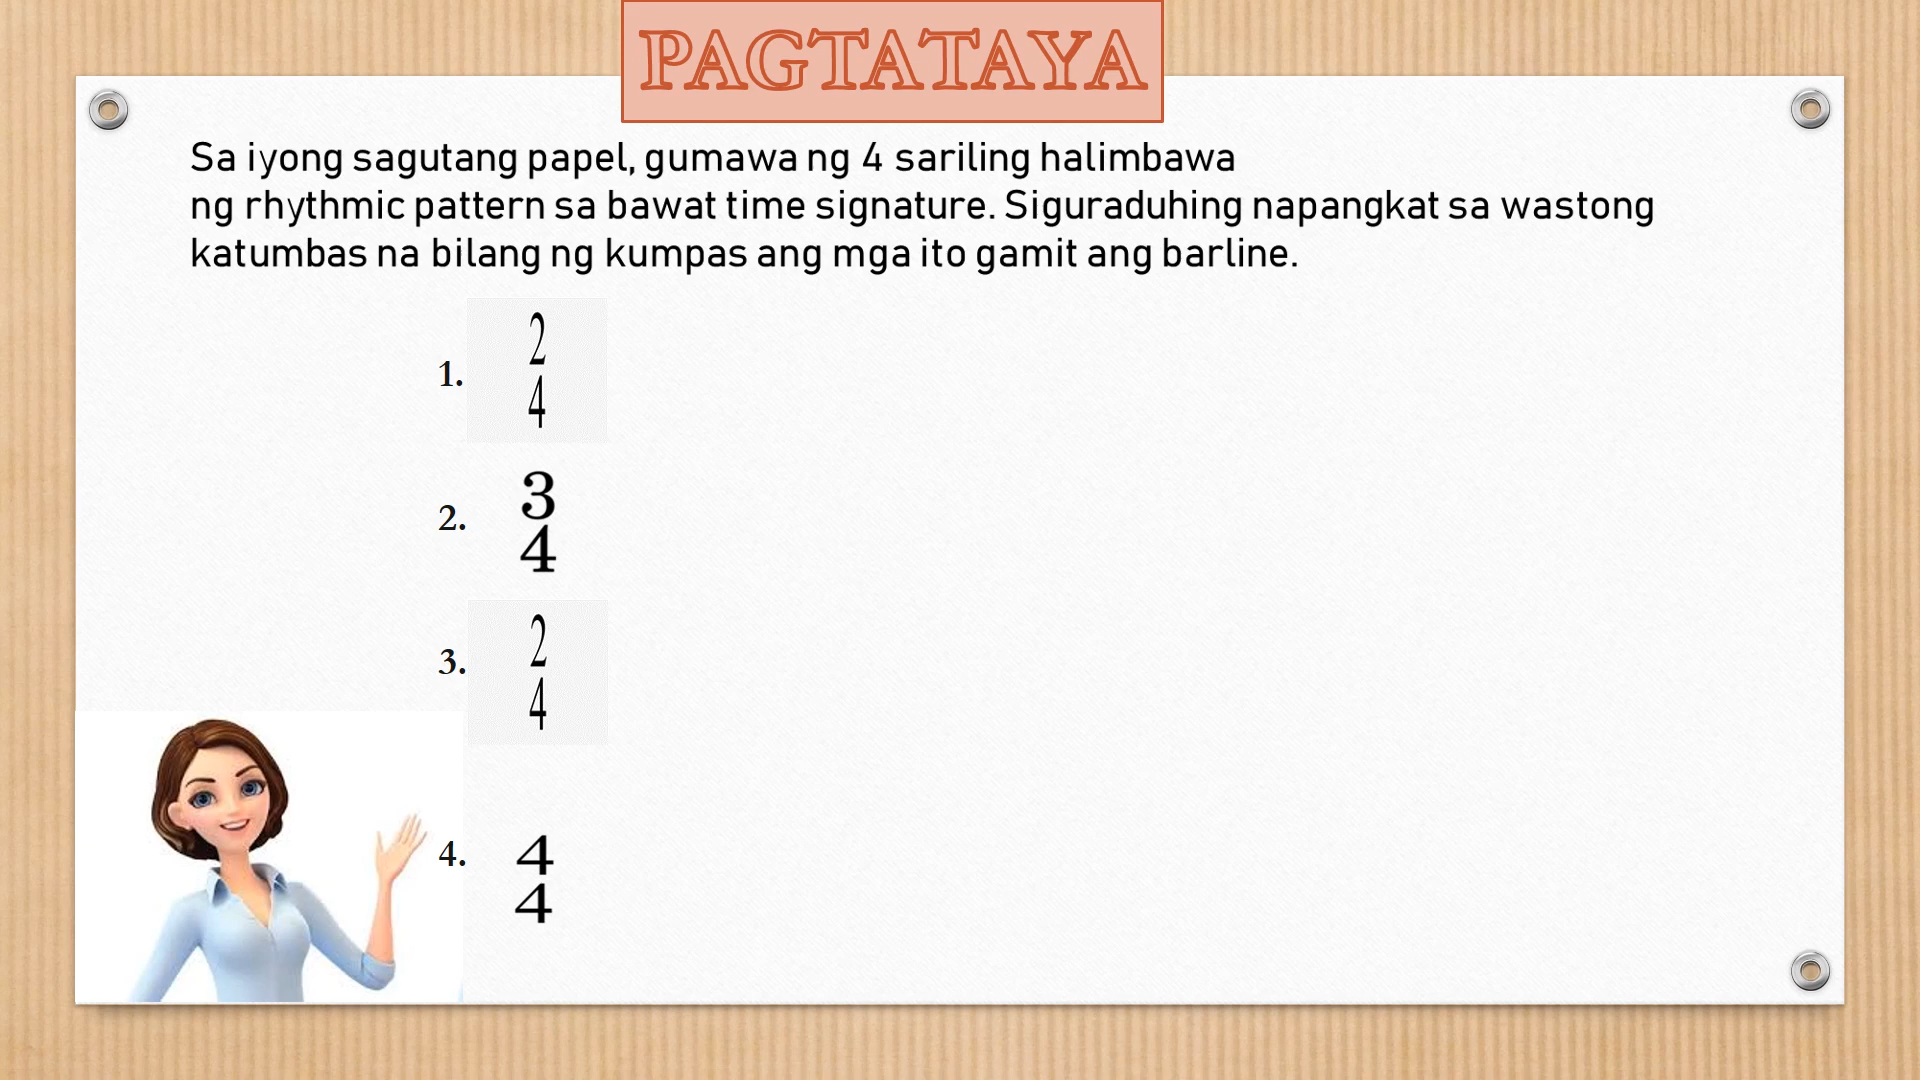 PAGTATAYA
Sa iyong sagutang papel, gumawa ng 4 sariling halimbawa
ng rhythmic pattern sa bawat time signature. Siguraduhing napangkat sa wastong
katumbas na bilang ng kumpas ang mga ito gamit ang barline.
1. 2
4
2. 3
4
3. 2
4
4. 4
4